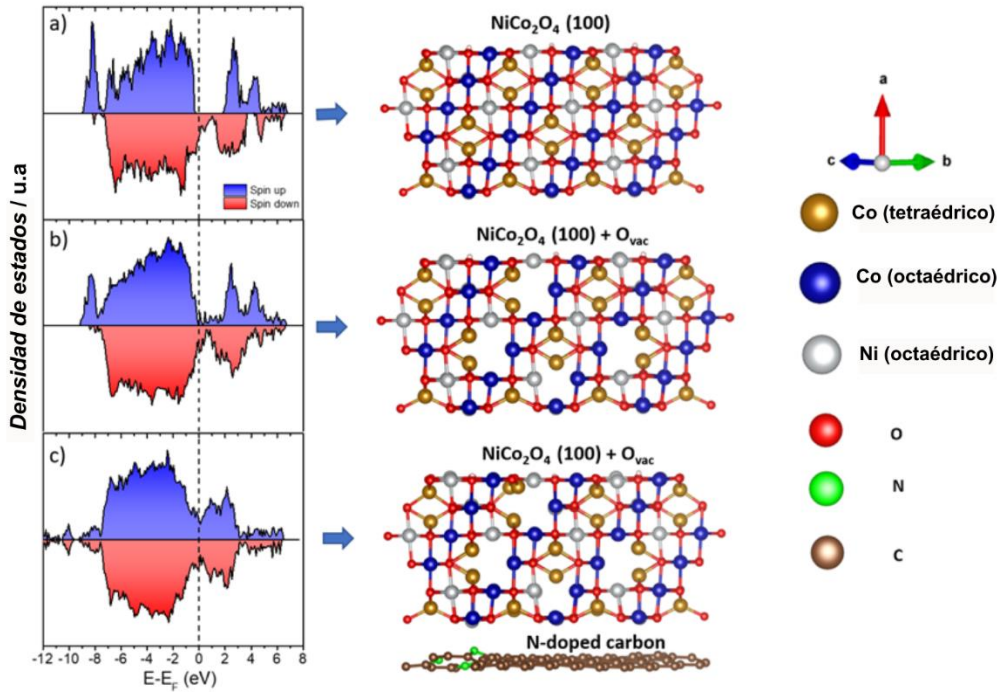 Densidad de estados / u.a
a)
Spin up
Spin down
b)
c)
-12 -10 -8 -6 -4 -2 0 2 4 6 8
E-E_F (eV)
NiCo₂O₄ (100)
NiCo₂O₄ (100) + Oᵥₐc
NiCo₂O₄ (100) + Oᵥₐc
N-doped carbon
a
c
b
Co (tetraédrico)
Co (octaédrico)
Ni (octaédrico)
O
N
C